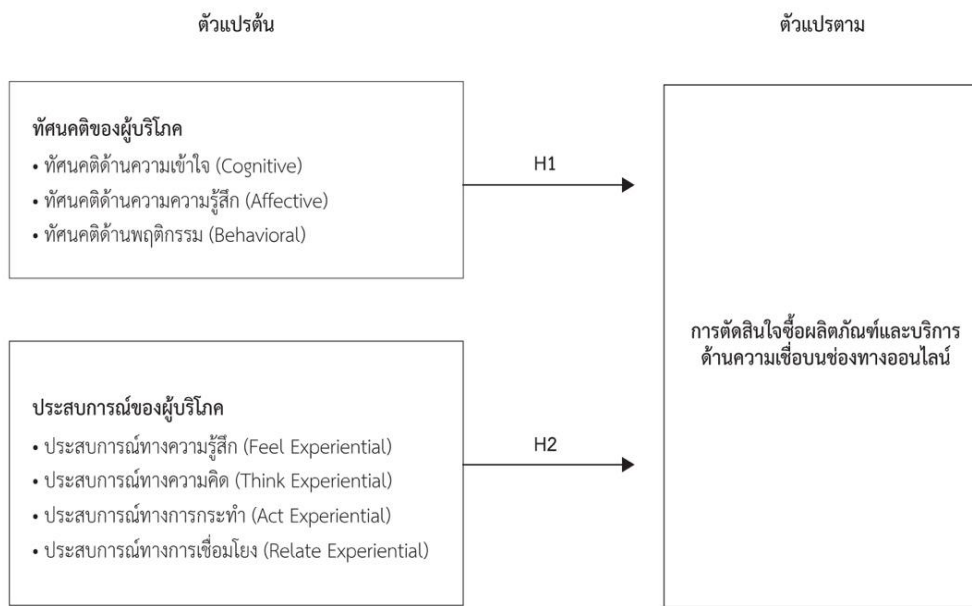 ตัวแปรต้น
ตัวแปรตาม
ทัศนคติของผู้บริโภค
• ทัศนคติด้านความเข้าใจ (Cognitive)
• ทัศนคติด้านความความรู้สึก (Affective)
• ทัศนคติด้านพฤติกรรม (Behavioral)
H1
ประสบการณ์ของผู้บริโภค
• ประสบการณ์ทางความรู้สึก (Feel Experiential)
• ประสบการณ์ทางความคิด (Think Experiential)
• ประสบการณ์ทางการกระทำ (Act Experiential)
• ประสบการณ์ทางการเชื่อมโยง (Relate Experiential)
H2
การตัดสินใจซื้อผลิตภัณฑ์และบริการ
ด้านความเชื่อบนช่องทางออนไลน์